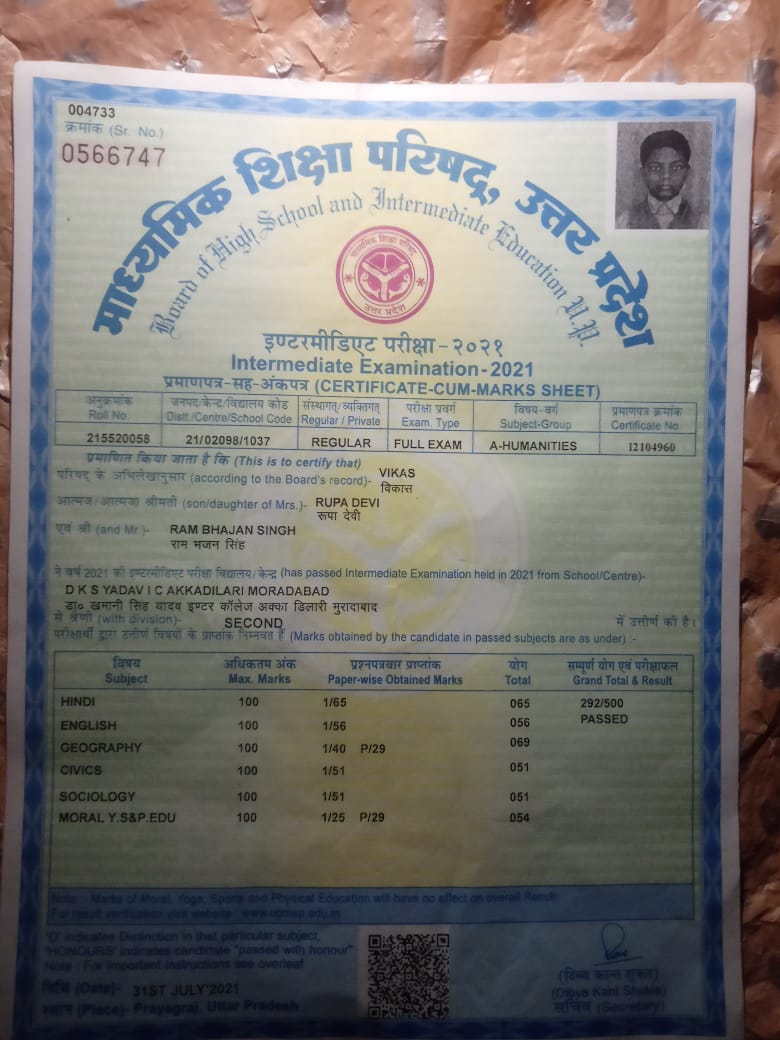 004733
क्रमांक (Sr. No.)
0566747
माध्यमिक शिक्षा परिषद्, उत्तर प्रदेश
Board of High School and Intermediate Education U.P.
माध्यमिक शिक्षा परिषद्
उत्तर प्रदेश
इण्टरमीडिएट परीक्षा-२०२१
Intermediate Examination-2021
प्रमाणपत्र-सह-अंकपत्र (CERTIFICATE-CUM-MARKS SHEET)
अनुक्रमांक जनपद/केन्द्र/विद्यालय कोड संस्थागत/व्यक्तिगत परीक्षा प्रवर्ग विषय-वर्ग प्रमाणपत्र क्रमांक
Roll No. Distt./Centre/School Code Regular / Private Exam. Type Subject-Group Certificate No.
215520058 21/02098/1037 REGULAR FULL EXAM A-HUMANITIES 12104960
प्रमाणित किया जाता है कि (This is to certify that)
परिषद के अभिलेखानुसार (according to the Board's record)- VIKAS
विकास
आत्मज/आत्मजा श्रीमती (son/daughter of Mrs.)- RUPA DEVI
रूपा देवी
एवं श्री (and Mr.)- RAM BHAJAN SINGH
राम भजन सिंह
ने वर्ष 2021 की इण्टरमीडिएट परीक्षा विद्यालय/केन्द्र (has passed Intermediate Examination held in 2021 from School/Centre)-
D K S YADAV I C AKKADILARI MORADABAD
डा० खमानी सिंह यादव इण्टर कॉलेज अक्का डिलारी मुरादाबाद
से श्रेणी (with division)- SECOND में उत्तीर्ण की है।
परीक्षार्थी द्वारा उत्तीर्ण विषयों के प्राप्तांक निम्नवत हैं (Marks obtained by the candidate in passed subjects are as under) :-
विषय अधिकतम अंक प्रश्नपत्रवार प्राप्तांक योग सम्पूर्ण योग एवं परीक्षाफल
Subject Max. Marks Paper-wise Obtained Marks Total Grand Total & Result
HINDI 100 1/65 065 292/500
ENGLISH 100 1/56 056 PASSED
GEOGRAPHY 100 1/40 P/29 069
CIVICS 100 1/51 051
SOCIOLOGY 100 1/51 051
MORAL Y.S&P.EDU 100 1/25 P/29 054
Note :- Marks of Moral, Yoga, Sports and Physical Education will have no effect on overall Result.
For result verification visit website : www.upmsp.edu.in
'D' indicates Distinction in that particular subject,
'HONOURS' indicates candidate "passed with honour"
Note : For Important Instructions see overleaf
तिथि (Date)- 31ST JULY'2021
स्थान (Place)- Prayagraj, Uttar Pradesh
(दिव्य कान्त शुक्ल)
(Divya Kant Shukla)
सचिव (Secretary)